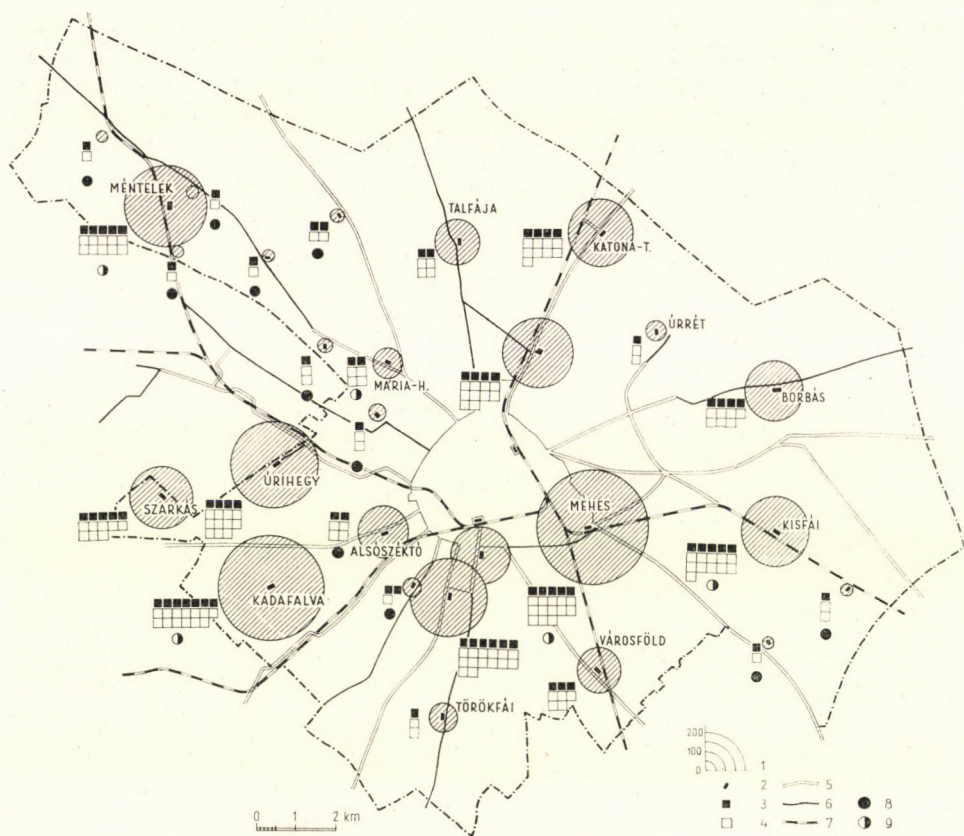 MÉNTELEK
TALFÁJA
KATONA-T.
ÚRRÉT
MÁRIA-H.
BORBÁS
ÚRIHEGY
SZARKÁS
MÉHES
KISFÁI
ALSÓSZÉKTÓ
KADAFALVA
VÁROSFÖLD
TÖRÖKFÁI
200
100
0
1
2 5
3 6 8
4 7 9
0 1 2 km